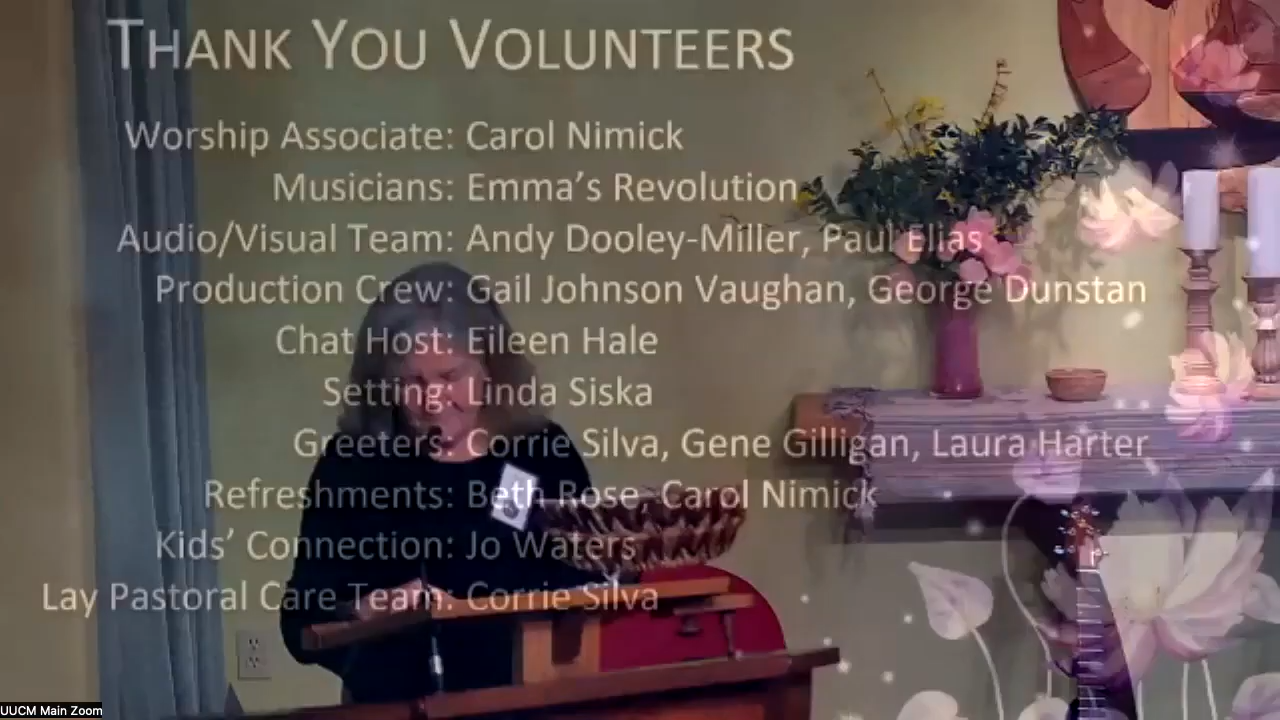 THANK YOU VOLUNTEERS
Worship Associate: Carol Nimick
Musicians: Emma's Revolution
Audio/Visual Team: Andy Dooley-Miller, Paul Elias
Production Crew: Gail Johnson Vaughan, George Dunstan
Chat Host: Eileen Hale
Setting: Linda Siska
Greeters: Corrie Silva, Gene Gilligan, Laura Harter
Refreshments: Beth Rose, Carol Nimick
Kids' Connection: Jo Waters
Lay Pastoral Care Team: Corrie Silva
UUCM Main Zoom